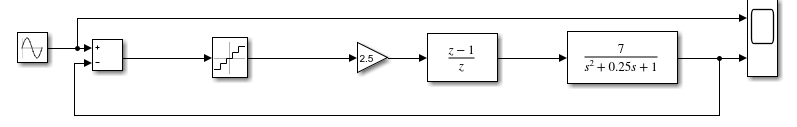 +
−
2.5
z − 1
z
7
s² + 0.25s + 1